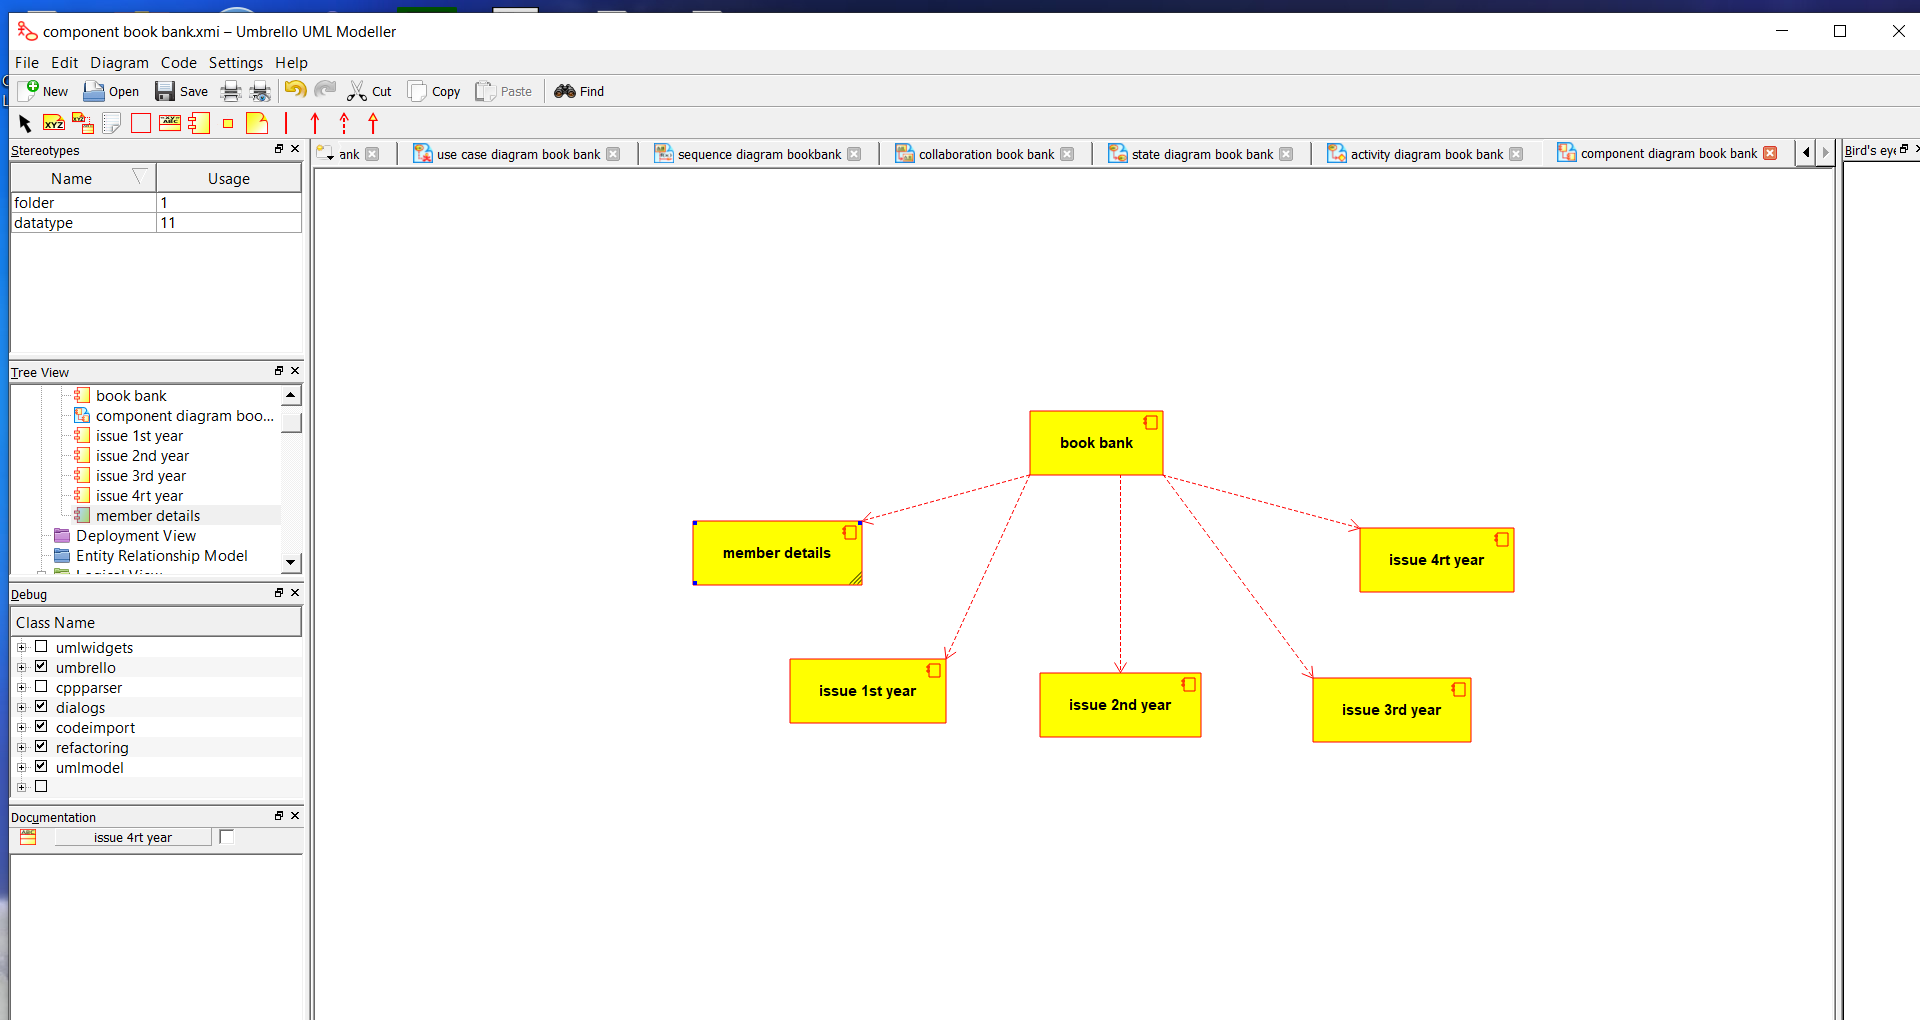 component book bank.xmi – Umbrello UML Modeller
File Edit Diagram Code Settings Help
New Open Save Cut Copy Paste Find
XYZ XYZ ABC
Stereotypes
Name Usage
folder 1
datatype 11
ank use case diagram book bank sequence diagram bookbank collaboration book bank state diagram book bank activity diagram book bank component diagram book bank
Bird's eye
Tree View
book bank
component diagram boo...
issue 1st year
issue 2nd year
issue 3rd year
issue 4rt year
member details
Deployment View
Entity Relationship Model
Logical View
Debug
Class Name
umlwidgets
umbrello
cppparser
dialogs
codeimport
refactoring
umlmodel
Documentation
issue 4rt year
book bank
member details
issue 4rt year
issue 1st year
issue 2nd year
issue 3rd year